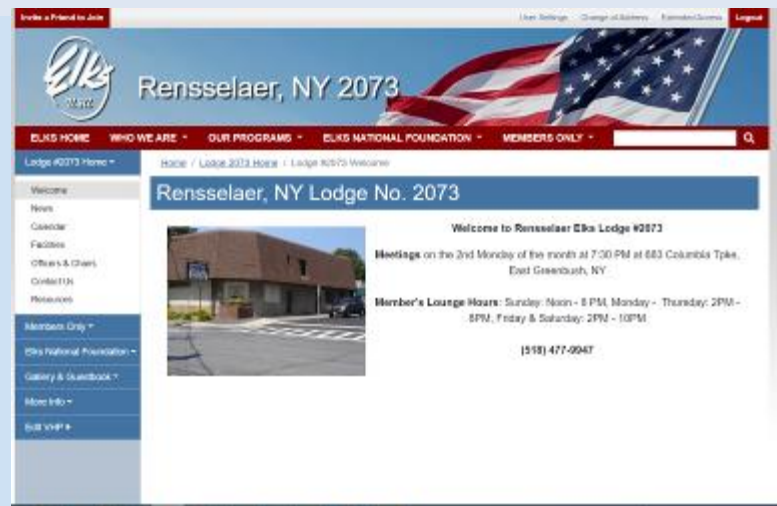 Invite a Friend to Join
User Settings Change of Address Extended Access Logout
Elks
Rensselaer, NY 2073
ELKS HOME WHO WE ARE OUR PROGRAMS ELKS NATIONAL FOUNDATION MEMBERS ONLY
Lodge #2073 Home
Home / Lodge 2073 Home / Lodge #2073 Welcome
Rensselaer, NY Lodge No. 2073
Welcome
News
Calendar
Facilities
Officers & Chairs
Contact Us
Resources
Members Only
Elks National Foundation
Gallery & Guestbook
More Info
Edit VHP
Welcome to Rensselaer Elks Lodge #2073
Meetings on the 2nd Monday of the month at 7:30 PM at 683 Columbia Tpke,
East Greenbush, NY
Member's Lounge Hours: Sunday: Noon - 8 PM, Monday - Thursday: 2PM -
8PM, Friday & Saturday: 2PM - 10PM
(518) 477-9947